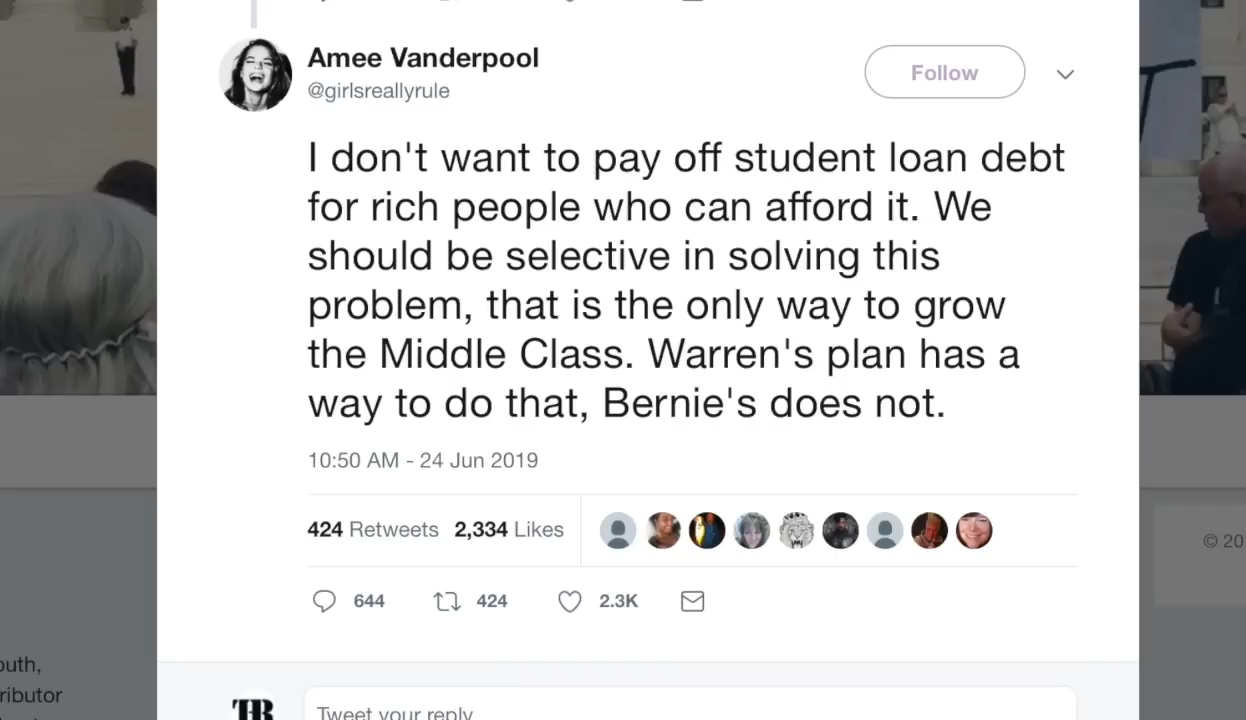 Amee Vanderpool
@girlsreallyrule
Follow
I don't want to pay off student loan debt
for rich people who can afford it. We
should be selective in solving this
problem, that is the only way to grow
the Middle Class. Warren's plan has a
way to do that, Bernie's does not.
10:50 AM - 24 Jun 2019
424 Retweets 2,334 Likes
644 424 2.3K
© 20
outh,
ributor
THR
Tweet your reply